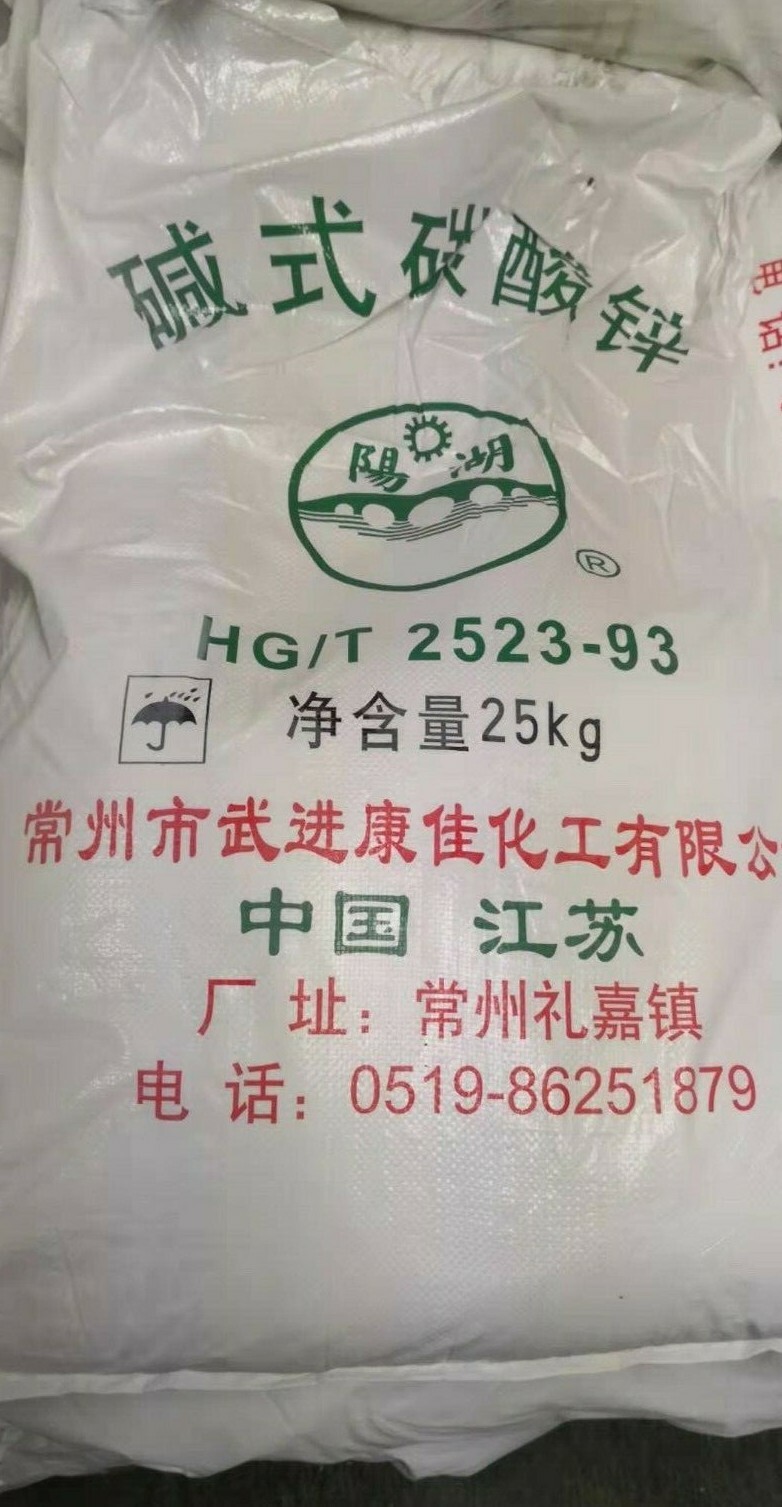 碱式碳酸锌
陽湖
®
HG/T 2523-93
净含量25kg
常州市武进康佳化工有限公
中国 江苏
厂 址：常州礼嘉镇
电 话：0519-86251879
电话：